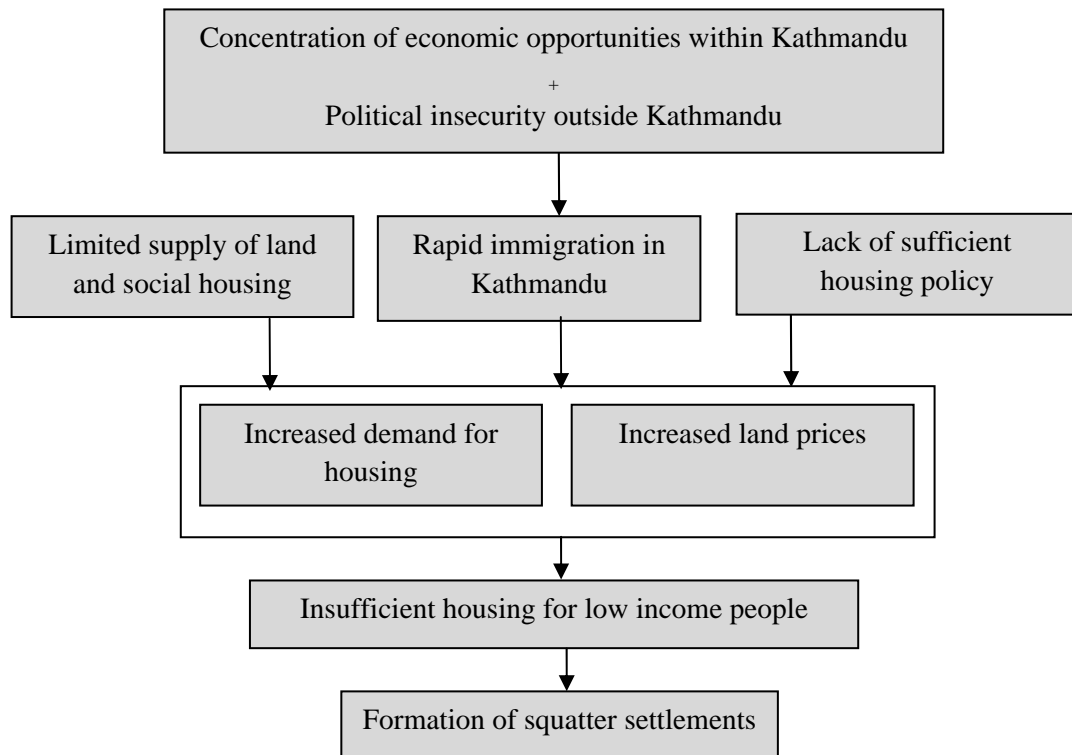 Concentration of economic opportunities within Kathmandu
+
Political insecurity outside Kathmandu
Limited supply of land
and social housing
Rapid immigration in
Kathmandu
Lack of sufficient
housing policy
Increased demand for
housing
Increased land prices
Insufficient housing for low income people
Formation of squatter settlements